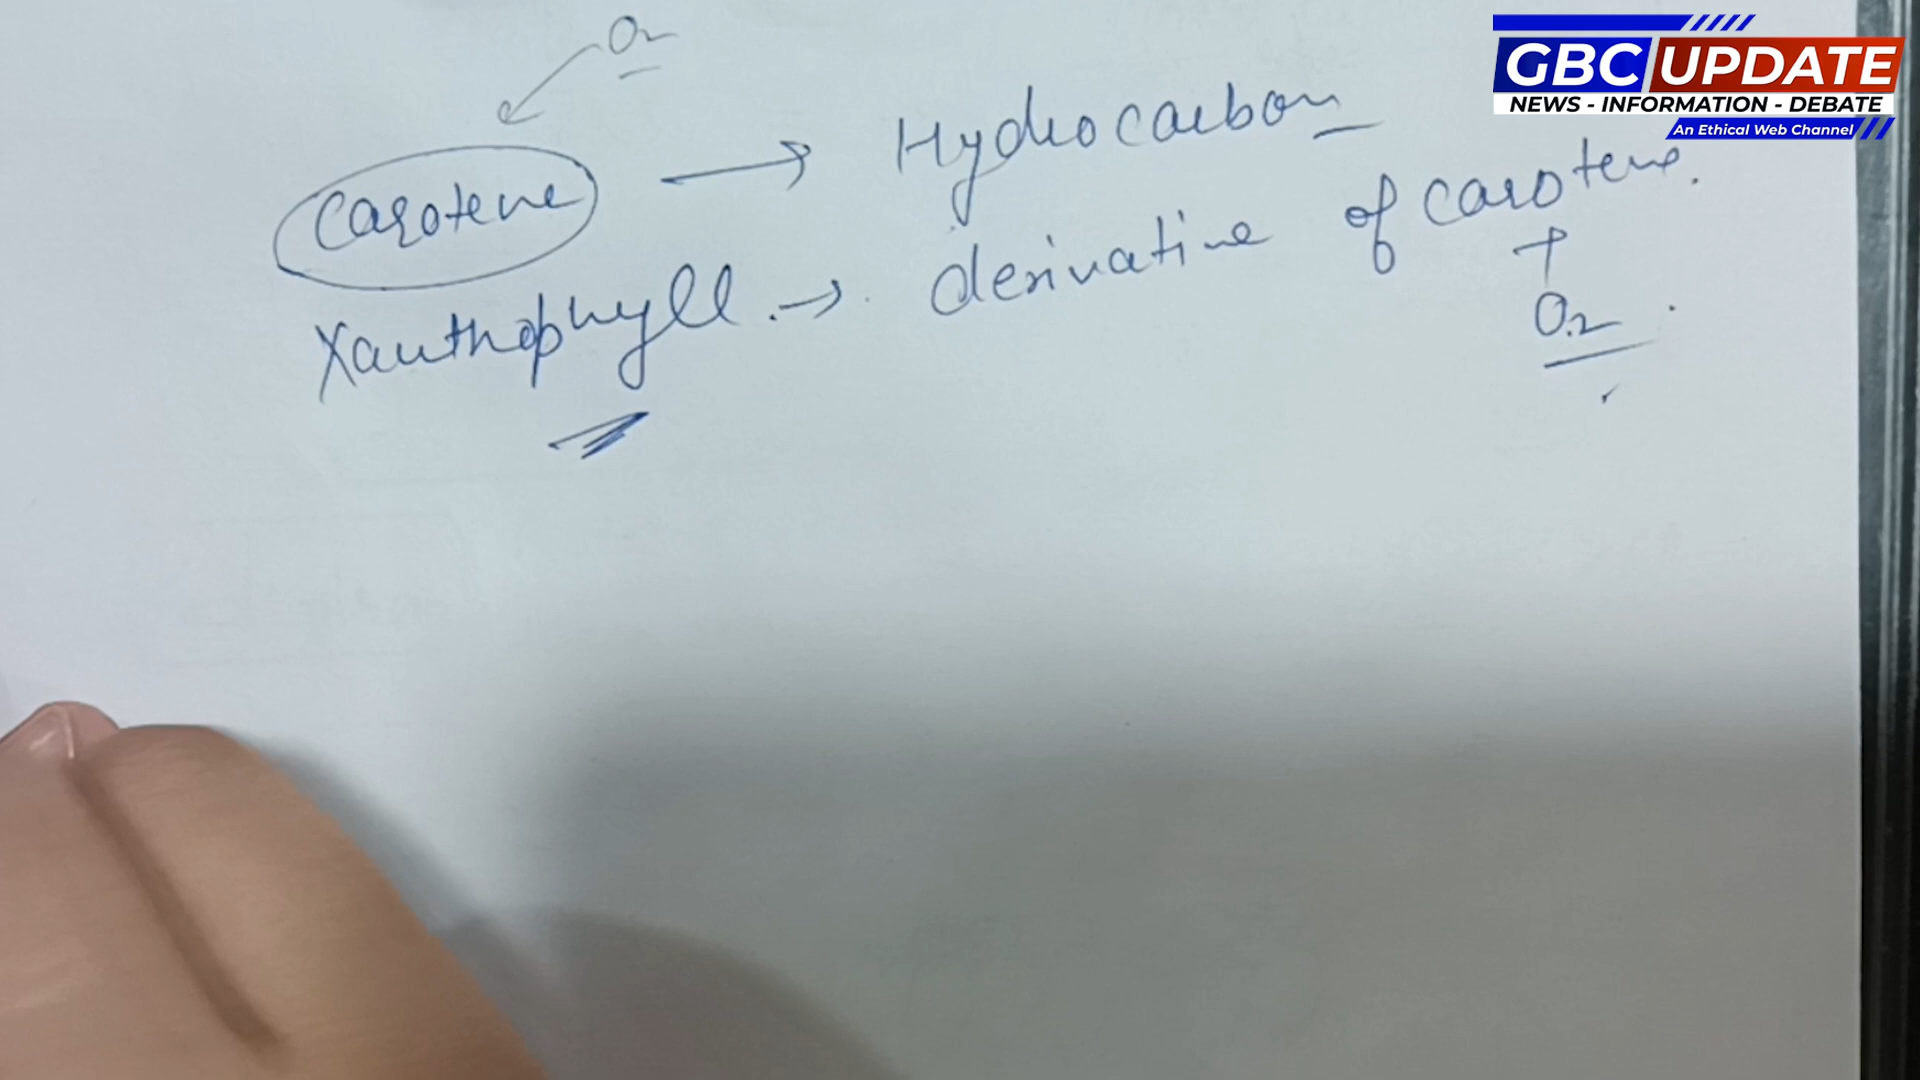 O2
Carotene → Hydrocarbon
Xanthophyll. → derivative of carotene.
+
O2
GBC UPDATE
NEWS - INFORMATION - DEBATE
An Ethical Web Channel